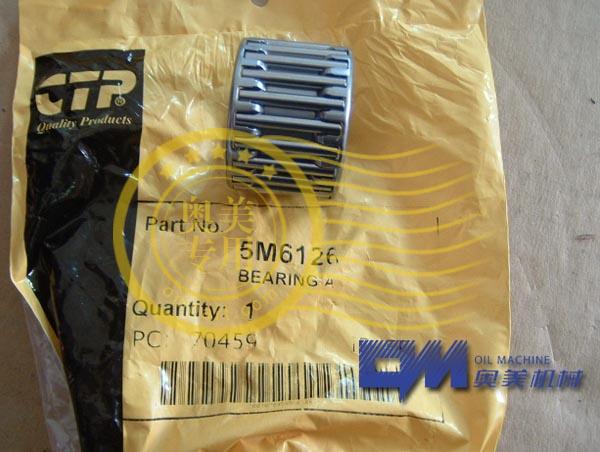 CTP®
Quality Products
Part No.
5M6126
BEARING-A
Quantity: 1
PC: 70459
奥美
专用
OIL MACHINE
OM 奥美机械